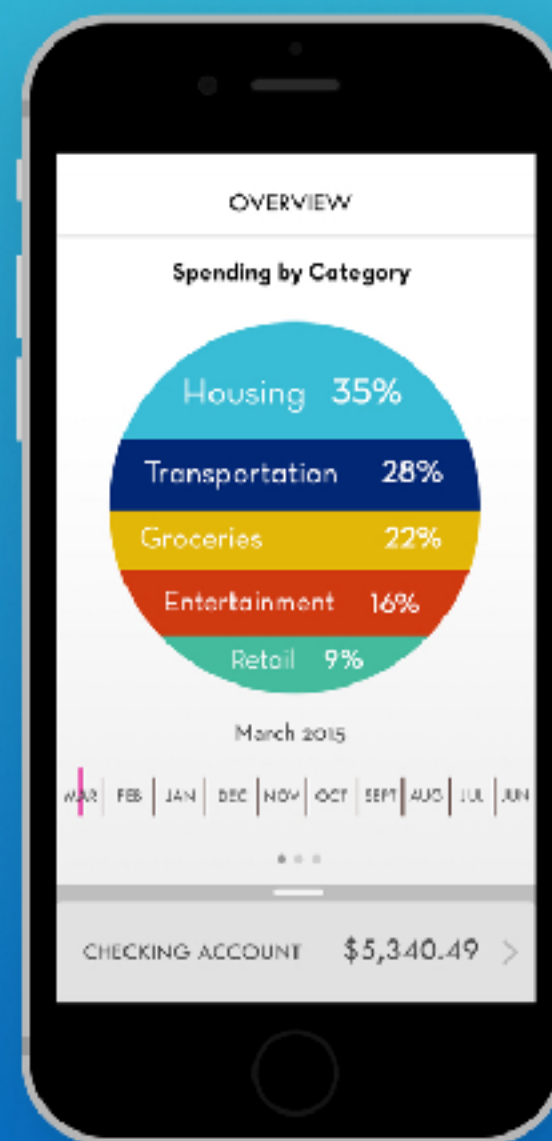 OVERVIEW
Spending by Category
Housing 35%
Transportation 28%
Groceries 22%
Entertainment 16%
Retail 9%
March 2015
MAR FEB JAN DEC NOV OCT SEPT AUG JUL JUN
CHECKING ACCOUNT $5,340.49